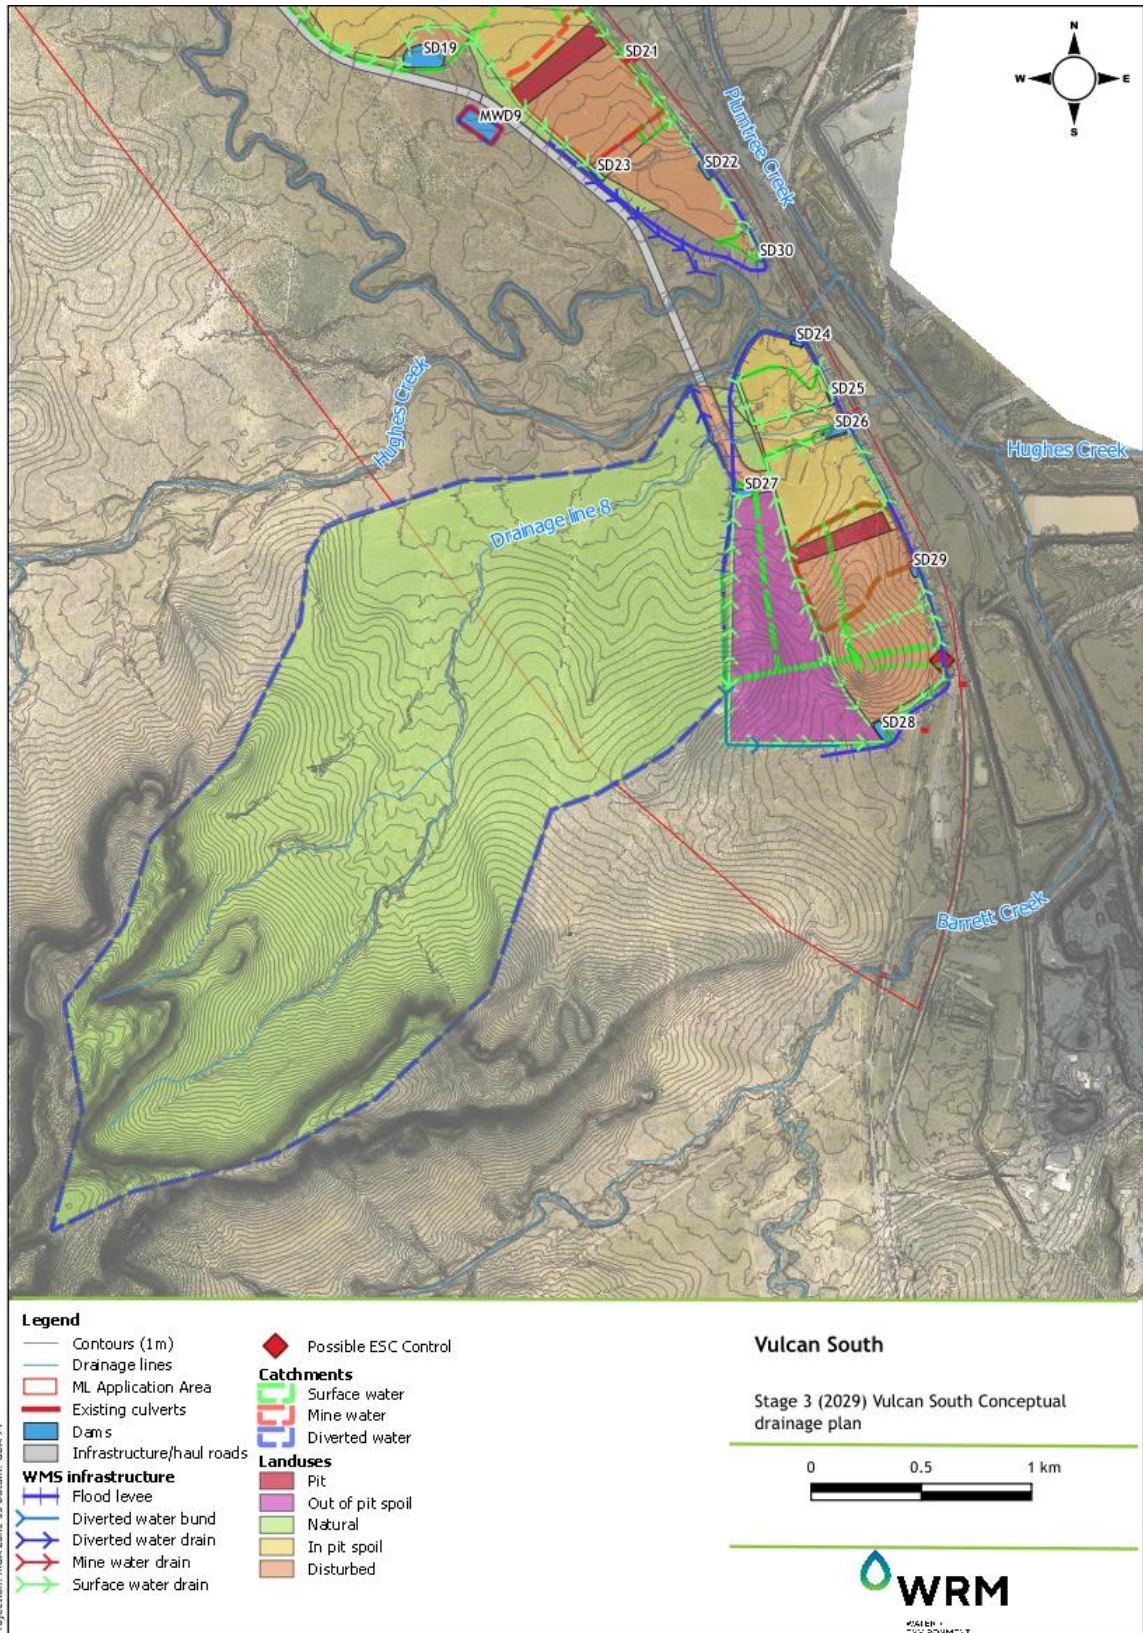 N
W
E
S
SD19
SD21
MWD9
Plumtree Creek
SD23
SD22
SD30
SD24
SD25
Hughes Creek
SD26
Hughes Creek
SD27
Drainage line 8
SD29
SD28
Barrett Creek
Legend
Contours (1m)
Drainage lines
ML Application Area
Existing culverts
Dams
Infrastructure/haul roads
WMS infrastructure
Flood levee
Diverted water bund
Diverted water drain
Mine water drain
Surface water drain
Possible ESC Control
Catchments
Surface water
Mine water
Diverted water
Landuses
Pit
Out of pit spoil
Natural
In pit spoil
Disturbed
Vulcan South
Stage 3 (2029) Vulcan South Conceptual
drainage plan
0 0.5 1 km
WRM